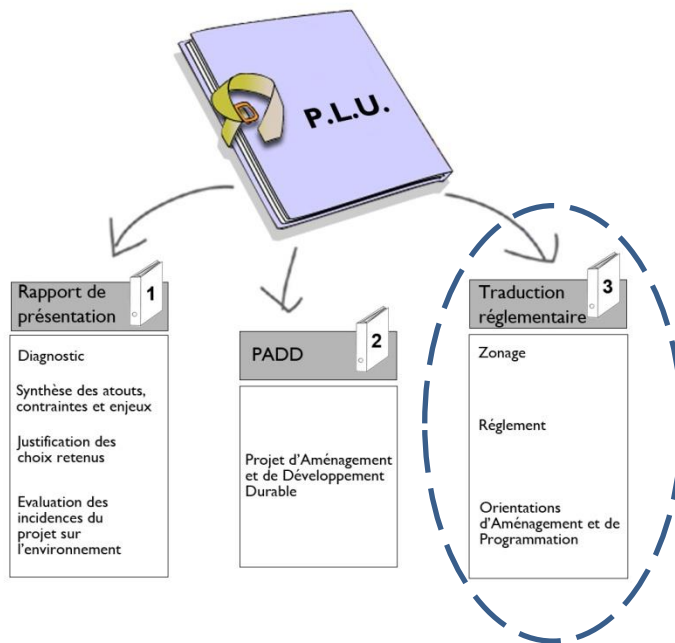 P.L.U.
Rapport de
présentation
1
Diagnostic
Synthèse des atouts,
contraintes et enjeux
Justification des
choix retenus
Evaluation des
incidences du
projet sur
l'environnement
PADD
2
Projet d'Aménagement
et de Développement
Durable
Traduction
réglementaire
3
Zonage
Réglement
Orientations
d'Aménagement et de
Programmation